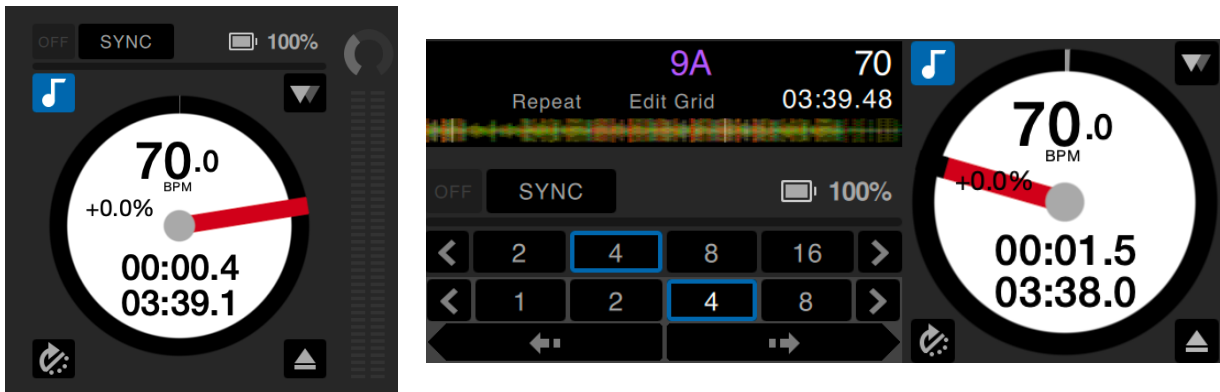 OFF SYNC 100%
70.0
BPM
+0.0%
00:00.4
03:39.1
9A 70
Repeat Edit Grid 03:39.48
OFF SYNC 100%
2 4 8 16
1 2 4 8
70.0
BPM
+0.0%
00:01.5
03:38.0